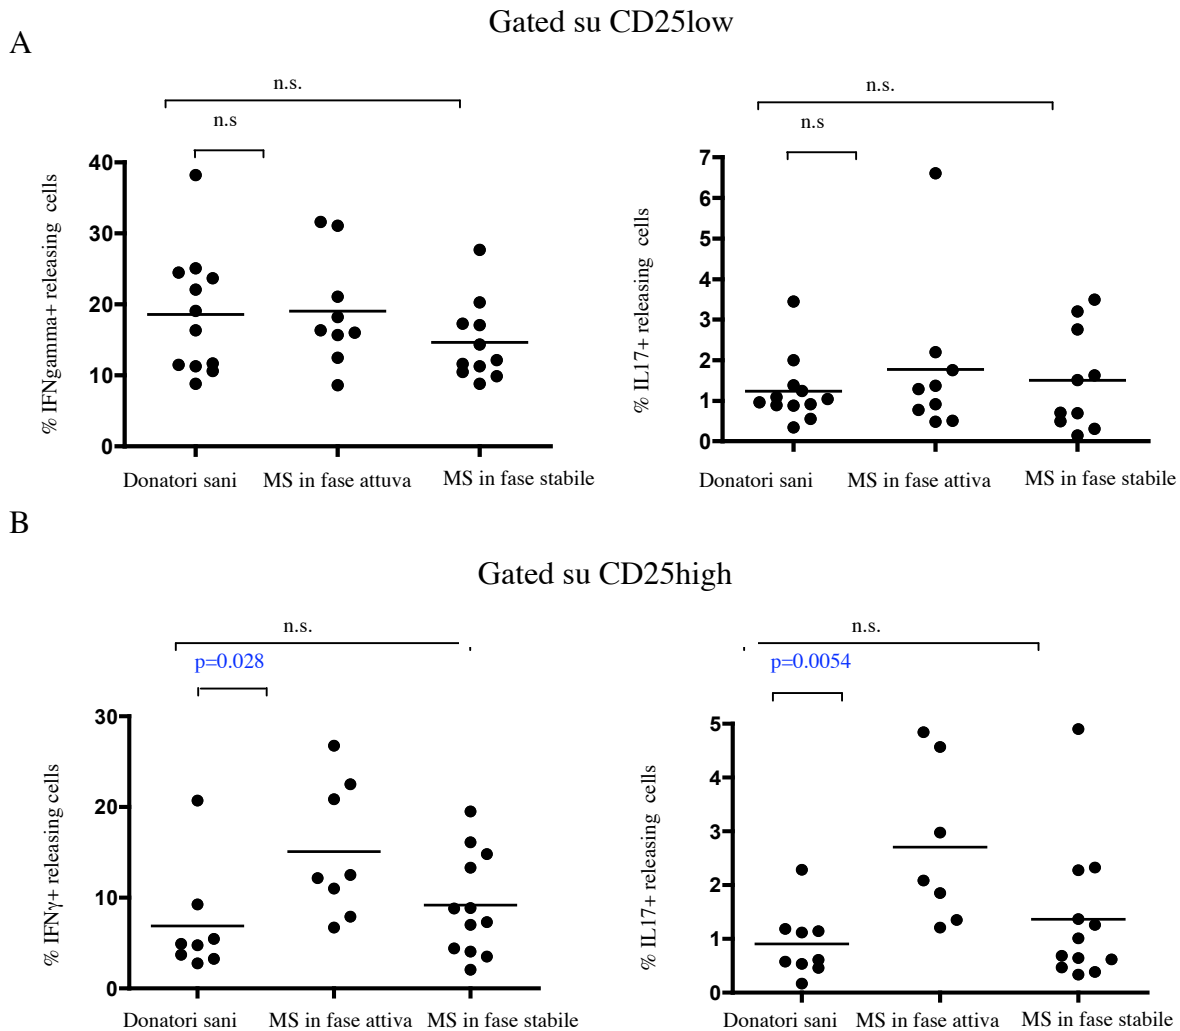 Gated su CD25low
A
n.s.
n.s
40
30
20
10
0
% IFNgamma+ releasing cells
Donatori sani
MS in fase attuva
MS in fase stabile
n.s.
n.s
7
6
5
4
3
2
1
0
% IL17+ releasing cells
Donatori sani
MS in fase attiva
MS in fase stabile
B
Gated su CD25high
n.s.
p=0.028
30
20
10
0
% IFNγ+ releasing cells
Donatori sani
MS in fase attiva
MS in fase stabile
n.s.
p=0.0054
5
4
3
2
1
0
% IL17+ releasing cells
Donatori sani
MS in fase attiva
MS in fase stabile